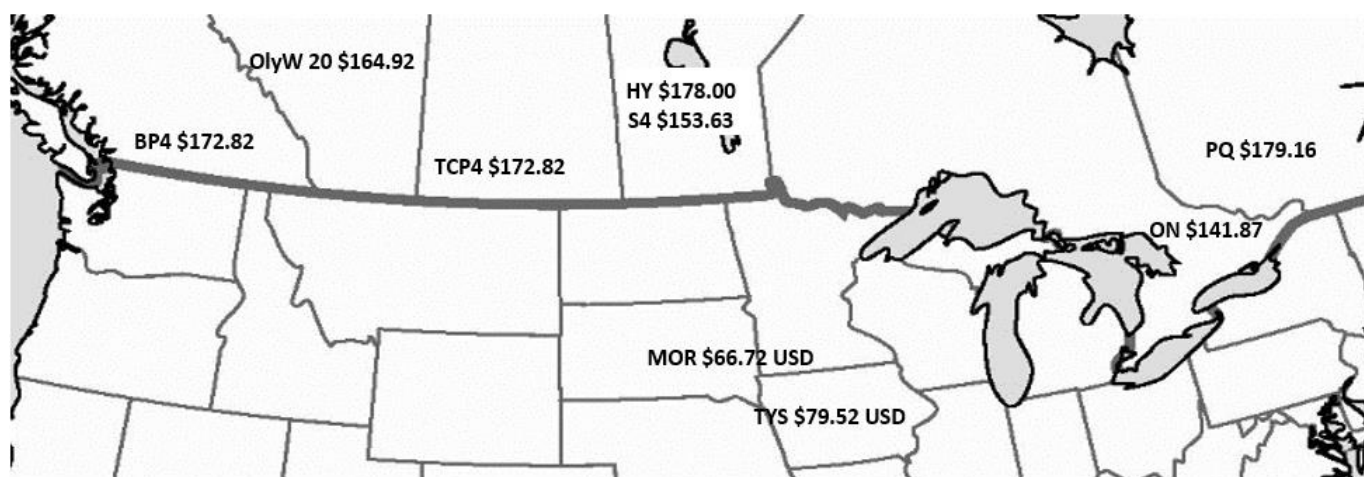 OlyW 20 $164.92
HY $178.00
S4 $153.63
BP4 $172.82
TCP4 $172.82
PQ $179.16
ON $141.87
MOR $66.72 USD
TYS $79.52 USD